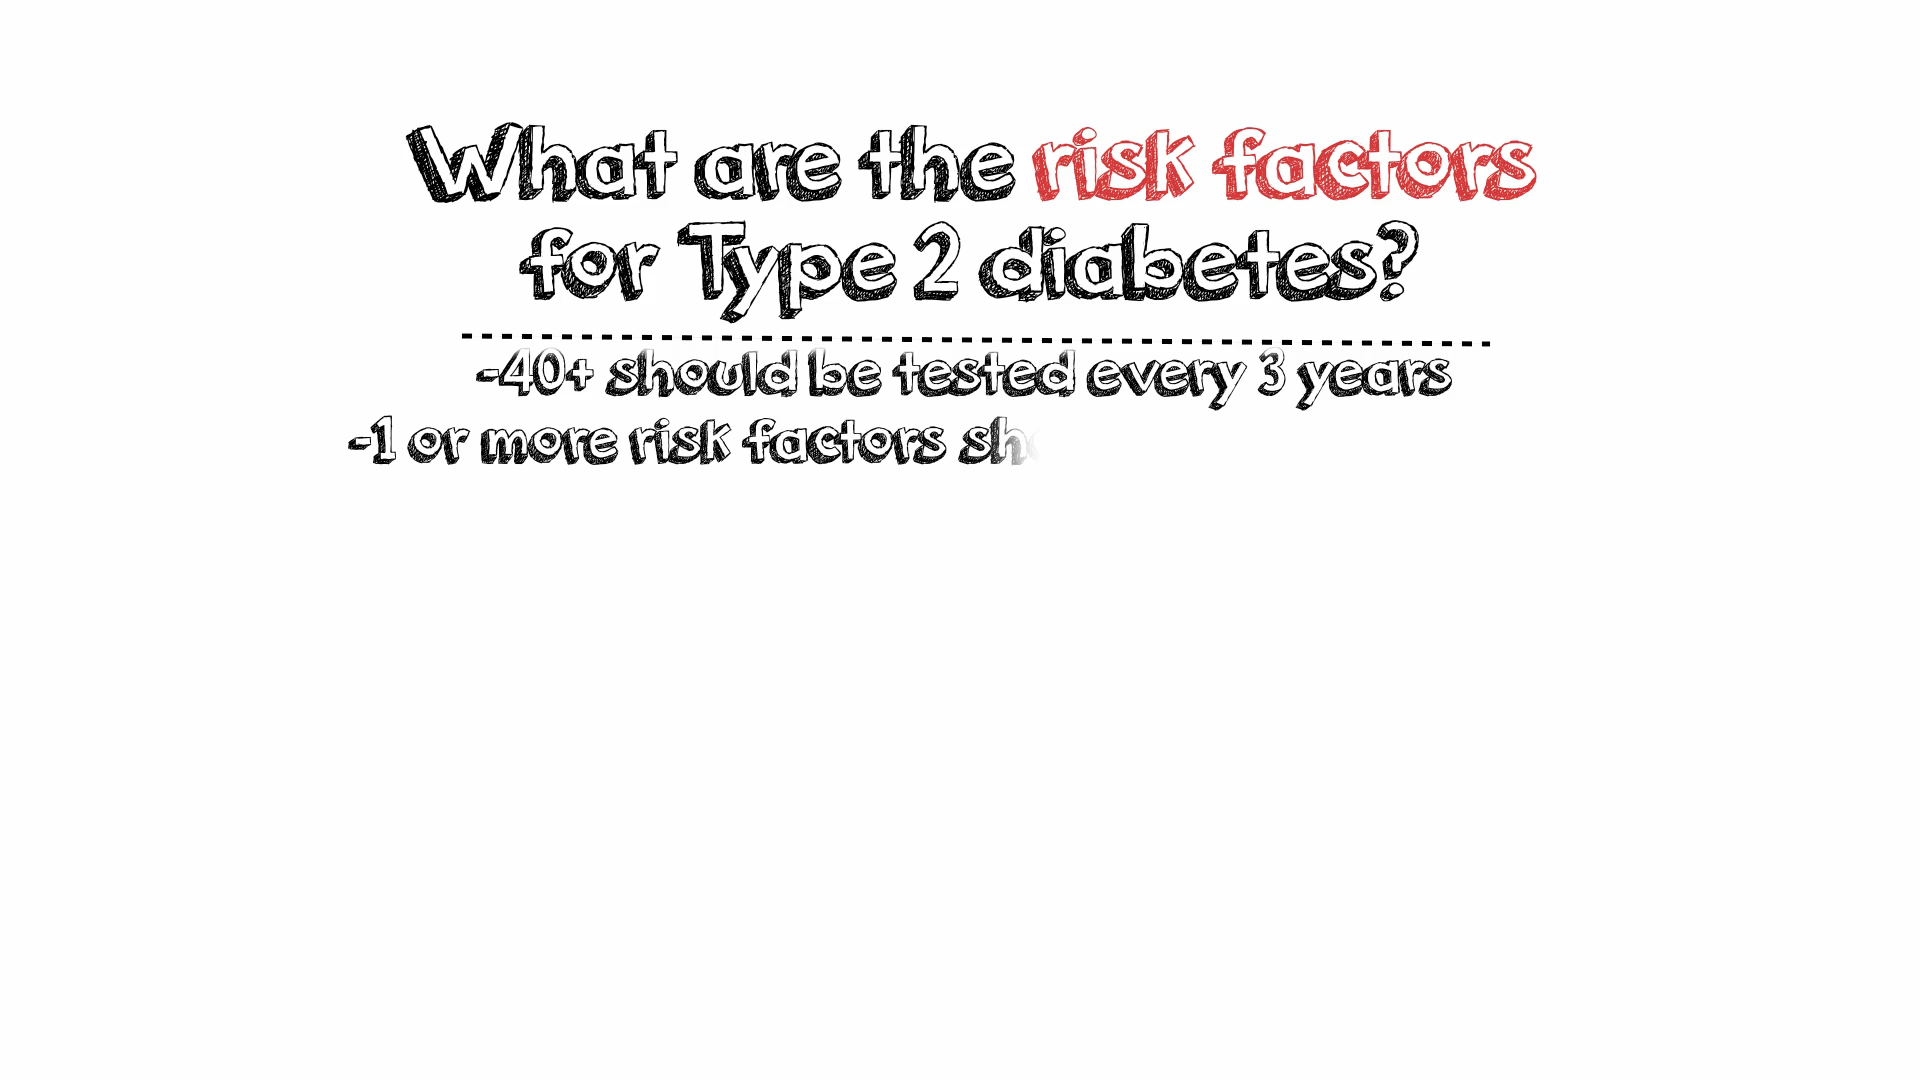 What are the risk factors
for Type 2 diabetes?
-40+ should be tested every 3 years
-1 or more risk factors